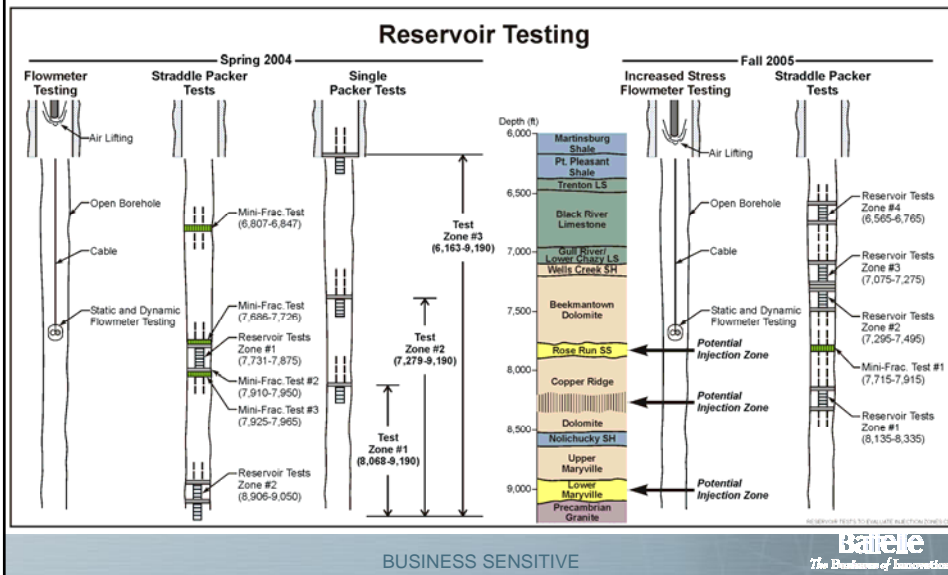 Reservoir Testing
Spring 2004
Fall 2005
Flowmeter
Testing
Straddle Packer
Tests
Single
Packer Tests
Air Lifting
Open Borehole
Cable
Static and Dynamic
Flowmeter Testing
Mini-Frac. Test
(6,807-6,847)
Mini-Frac. Test
(7,686-7,726)
Reservoir Tests
Zone #1
(7,731-7,875)
Mini-Frac. Test #2
(7,910-7,950)
Mini-Frac. Test #3
(7,925-7,965)
Reservoir Tests
Zone #2
(8,906-9,050)
Test
Zone #3
(6,163-9,190)
Test
Zone #2
(7,279-9,190)
Test
Zone #1
(8,068-9,190)
Depth (ft)
6,000
6,500
7,000
7,500
8,000
8,500
9,000
Martinsburg
Shale
Pt. Pleasant
Shale
Trenton LS
Black River
Limestone
Gull River/
Lower Chazy LS
Wells Creek SH
Beekmantown
Dolomite
Rose Run SS
Copper Ridge
Dolomite
Nolichucky SH
Upper
Maryville
Lower
Maryville
Precambrian
Granite
Potential
Injection Zone
Potential
Injection Zone
Potential
Injection Zone
Increased Stress
Flowmeter Testing
Straddle Packer
Tests
Air Lifting
Open Borehole
Cable
Static and Dynamic
Flowmeter Testing
Reservoir Tests
Zone #4
(6,565-6,765)
Reservoir Tests
Zone #3
(7,075-7,275)
Reservoir Tests
Zone #2
(7,295-7,495)
Mini-Frac. Test #1
(7,715-7,915)
Reservoir Tests
Zone #1
(8,135-8,335)
RESERVOIR TESTS TO EVALUATE INJECTION ZONES
BUSINESS SENSITIVE
Battelle
The Business of Innovation